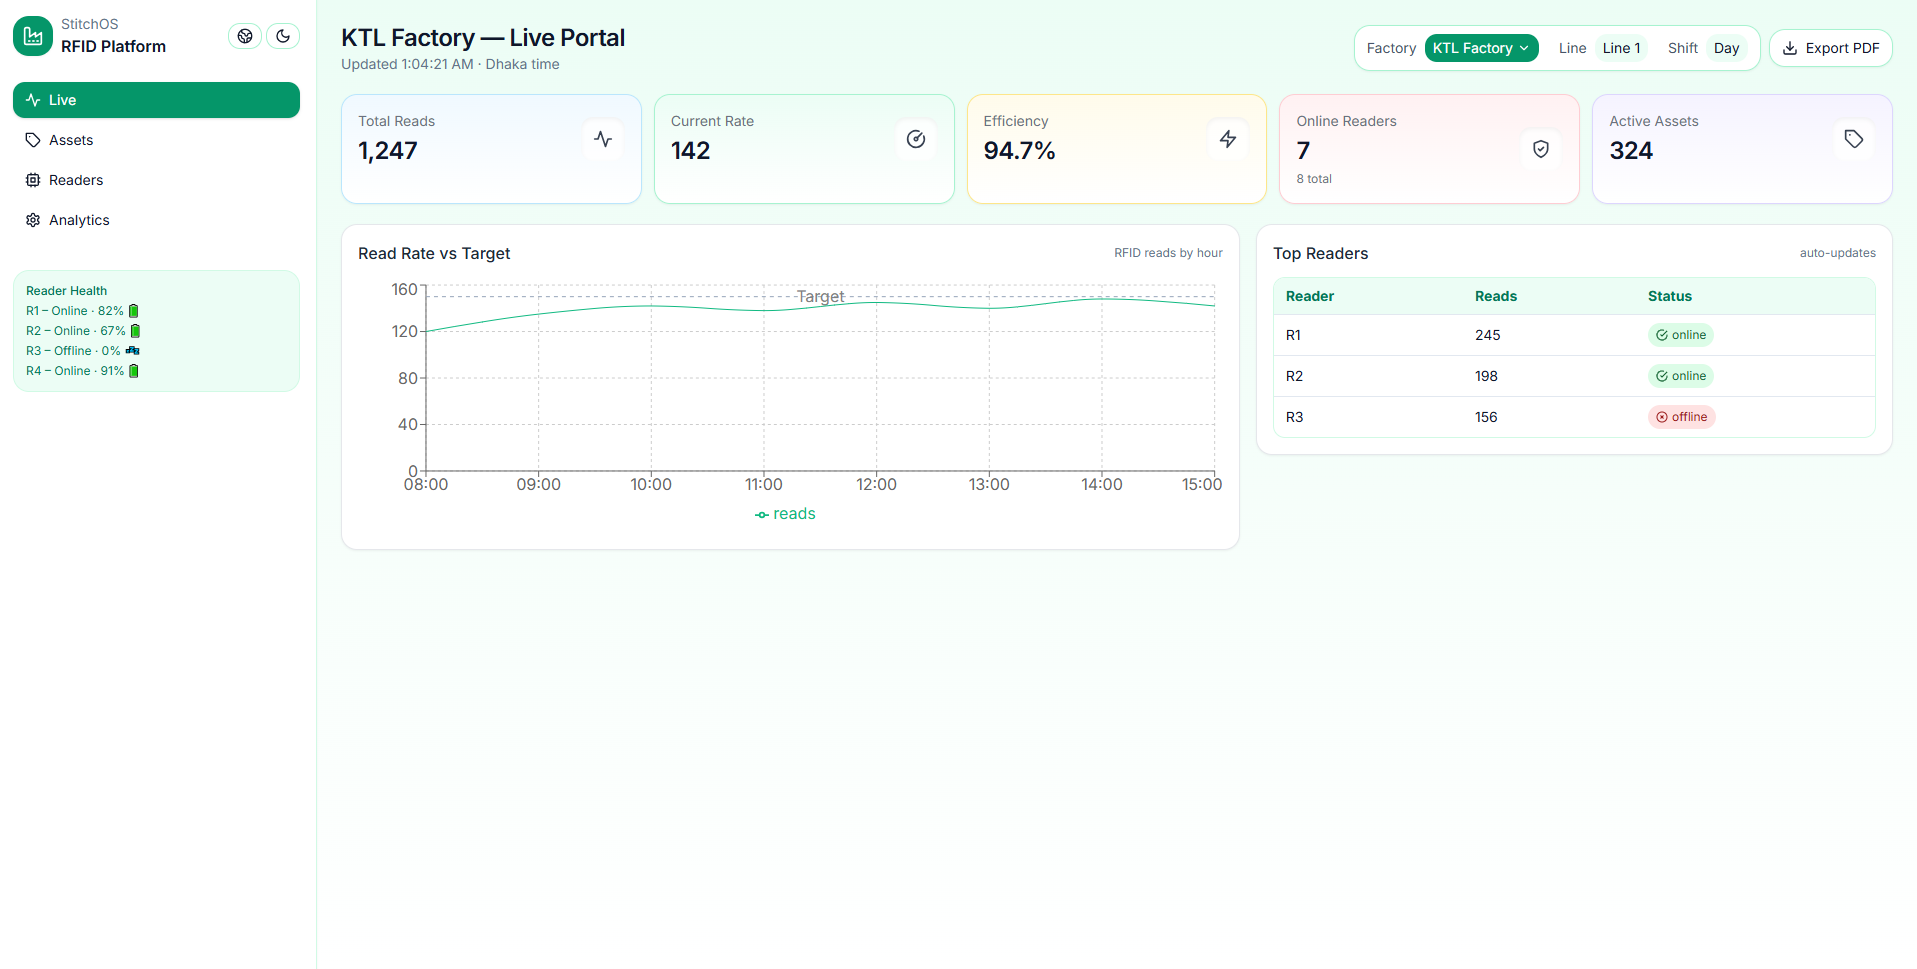 StitchOS
RFID Platform
Live
Assets
Readers
Analytics
Reader Health
R1 – Online · 82% 🔋
R2 – Online · 67% 🔋
R3 – Offline · 0%
R4 – Online · 91% 🔋
KTL Factory — Live Portal
Updated 1:04:21 AM · Dhaka time
Factory KTL Factory Line Line 1 Shift Day
Export PDF
Total Reads
1,247
Current Rate
142
Efficiency
94.7%
Online Readers
7
8 total
Active Assets
324
Read Rate vs Target RFID reads by hour
Target
160
120
80
40
0
08:00 09:00 10:00 11:00 12:00 13:00 14:00 15:00
reads
Top Readers auto-updates
Reader Reads Status
R1 245 online
R2 198 online
R3 156 offline